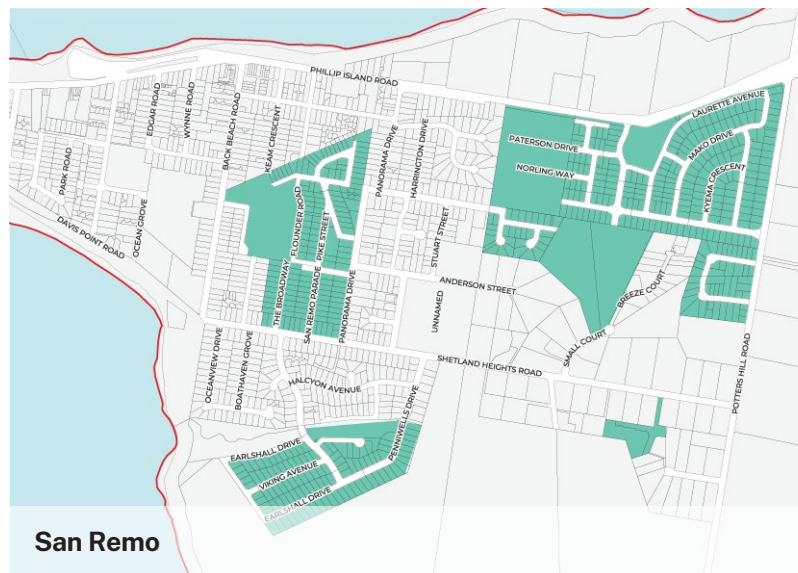 PHILLIP ISLAND ROAD
LAURETTE AVENUE
EDGAR ROAD
WYNNE ROAD
BACK BEACH ROAD
KEAM CRESCENT
PANORAMA DRIVE
HARRINGTON DRIVE
PATERSON DRIVE
MAKO DRIVE
NORLING WAY
KYEMA CRESCENT
PARK ROAD
OCEAN GROVE
DAVIS POINT ROAD
FLOUNDER ROAD
PIKE STREET
STUART STREET
THE BROADWAY
SAN REMO PARADE
PANORAMA DRIVE
ANDERSON STREET
UNNAMED
BREEZE COURT
SMALL COURT
OCEANVIEW DRIVE
BOATHAVEN GROVE
SHETLAND HEIGHTS ROAD
POTTERS HILL ROAD
HALCYON AVENUE
PENNIWELLS DRIVE
EARLSHALL DRIVE
VIKING AVENUE
EARLSHALL DRIVE
San Remo